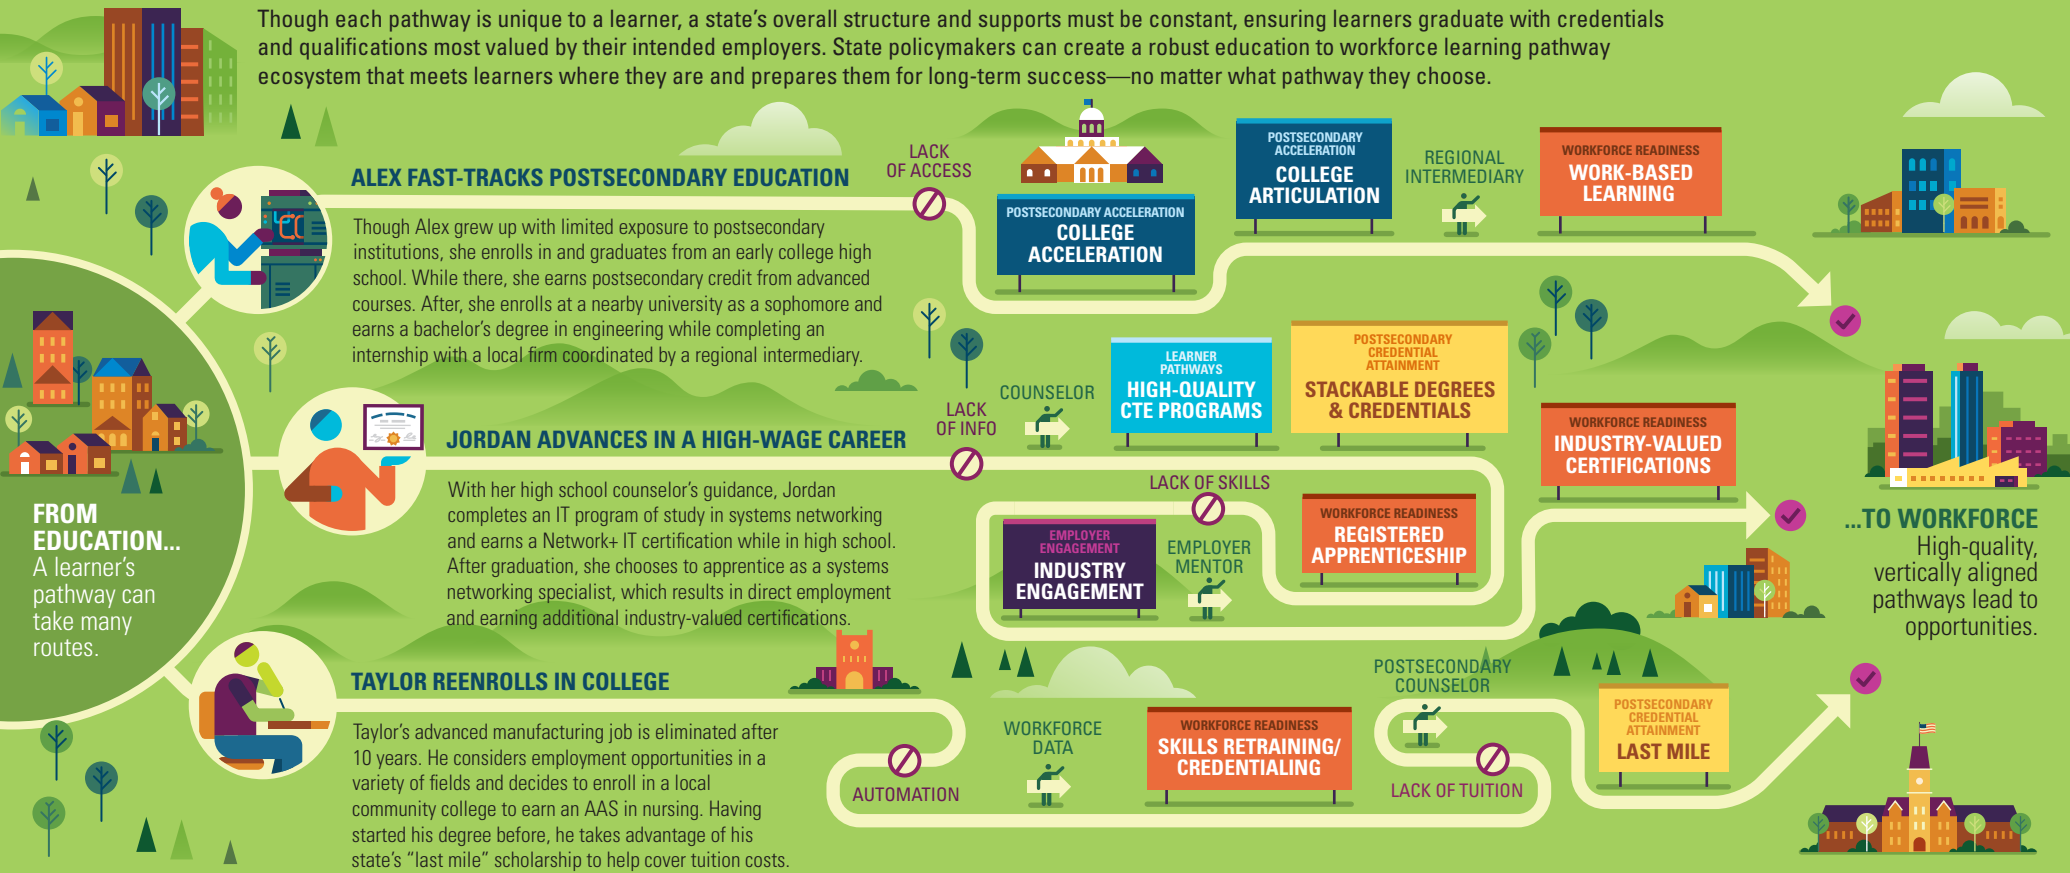 Though each pathway is unique to a learner, a state’s overall structure and supports must be constant, ensuring learners graduate with credentials
and qualifications most valued by their intended employers. State policymakers can create a robust education to workforce learning pathway
ecosystem that meets learners where they are and prepares them for long-term success—no matter what pathway they choose.
FROM
EDUCATION...
A learner’s
pathway can
take many
routes.
ALEX FAST-TRACKS POSTSECONDARY EDUCATION
Though Alex grew up with limited exposure to postsecondary
institutions, she enrolls in and graduates from an early college high
school. While there, she earns postsecondary credit from advanced
courses. After, she enrolls at a nearby university as a sophomore and
earns a bachelor’s degree in engineering while completing an
internship with a local firm coordinated by a regional intermediary.
LACK
OF ACCESS
POSTSECONDARY ACCELERATION
COLLEGE
ACCELERATION
POSTSECONDARY
ACCELERATION
COLLEGE
ARTICULATION
REGIONAL
INTERMEDIARY
WORKFORCE READINESS
WORK-BASED
LEARNING
JORDAN ADVANCES IN A HIGH-WAGE CAREER
With her high school counselor’s guidance, Jordan
completes an IT program of study in systems networking
and earns a Network+ IT certification while in high school.
After graduation, she chooses to apprentice as a systems
networking specialist, which results in direct employment
and earning additional industry-valued certifications.
LACK
OF INFO
COUNSELOR
LEARNER
PATHWAYS
HIGH-QUALITY
CTE PROGRAMS
POSTSECONDARY
CREDENTIAL
ATTAINMENT
STACKABLE DEGREES
& CREDENTIALS
WORKFORCE READINESS
REGISTERED
APPRENTICESHIP
LACK OF SKILLS
EMPLOYER
MENTOR
EMPLOYER
ENGAGEMENT
INDUSTRY
ENGAGEMENT
WORKFORCE READINESS
INDUSTRY-VALUED
CERTIFICATIONS
TAYLOR REENROLLS IN COLLEGE
Taylor’s advanced manufacturing job is eliminated after
10 years. He considers employment opportunities in a
variety of fields and decides to enroll in a local
community college to earn an AAS in nursing. Having
started his degree before, he takes advantage of his
state’s “last mile” scholarship to help cover tuition costs.
AUTOMATION
WORKFORCE
DATA
WORKFORCE READINESS
SKILLS RETRAINING/
CREDENTIALING
LACK OF TUITION
POSTSECONDARY
COUNSELOR
POSTSECONDARY
CREDENTIAL
ATTAINMENT
LAST MILE
...TO WORKFORCE
High-quality,
vertically aligned
pathways lead to
opportunities.